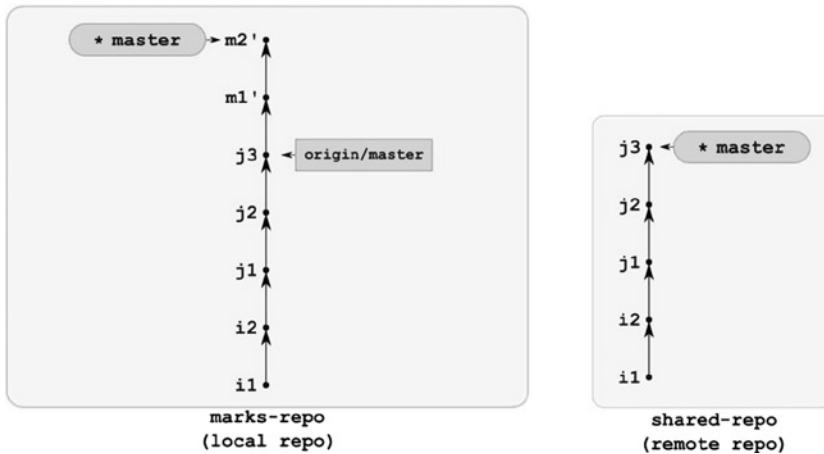 * master
m2'
m1'
j3
origin/master
j2
j1
i2
i1
marks-repo
(local repo)
j3
* master
j2
j1
i2
i1
shared-repo
(remote repo)